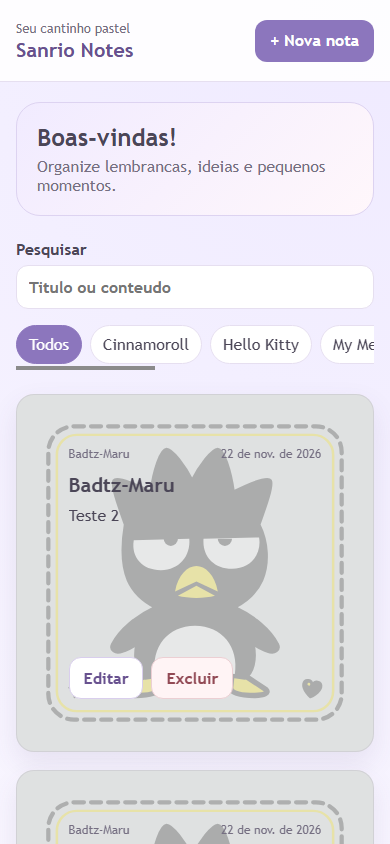 Seu cantinho pastel
Sanrio Notes
+ Nova nota
Boas-vindas!
Organize lembrancas, ideias e pequenos
momentos.
Pesquisar
Titulo ou conteudo
Todos
Cinnamoroll
Hello Kitty
My Me
Badtz-Maru
22 de nov. de 2026
Badtz-Maru
Teste 2
Editar
Excluir
Badtz-Maru
22 de nov. de 2026